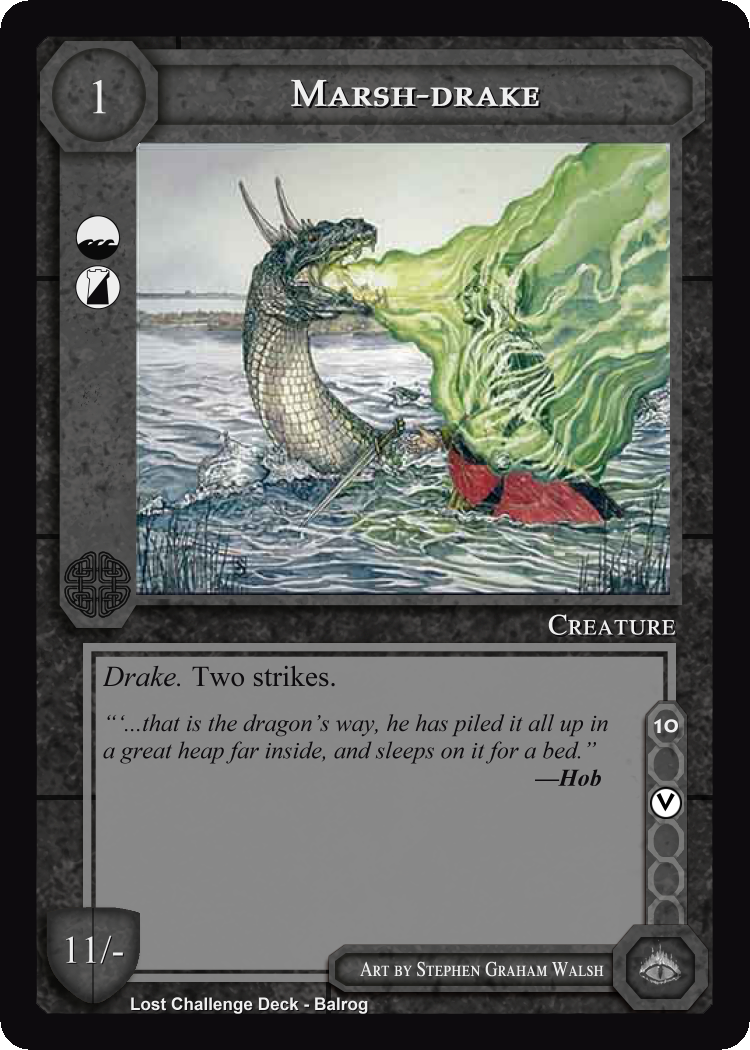 1
Marsh-drake
Creature
Drake. Two strikes.
“‘...that is the dragon’s way, he has piled it all up in
a great heap far inside, and sleeps on it for a bed.”
—Hob
10
V
11/-
Art by Stephen Graham Walsh
Lost Challenge Deck - Balrog